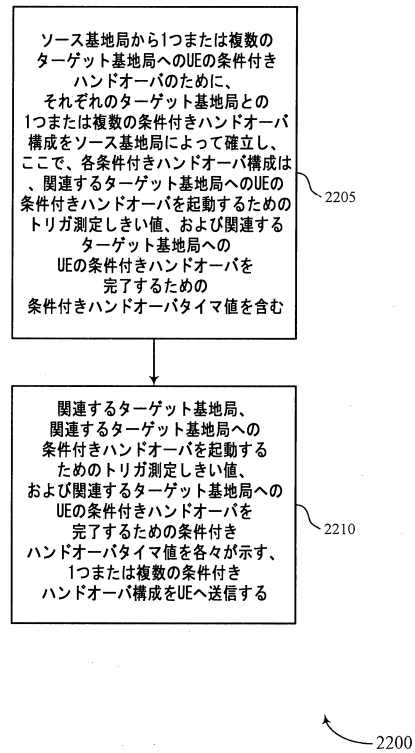 ソース基地局から1つまたは複数の
ターゲット基地局へのUEの条件付き
ハンドオーバのために、
それぞれのターゲット基地局との
1つまたは複数の条件付きハンドオーバ
構成をソース基地局によって確立し、
ここで、各条件付きハンドオーバ構成は
、関連するターゲット基地局へのUEの
条件付きハンドオーバを起動するための
トリガ測定しきい値、および関連する
ターゲット基地局への
UEの条件付きハンドオーバを
完了するための
条件付きハンドオーバタイマ値を含む
2205
関連するターゲット基地局、
関連するターゲット基地局への
条件付きハンドオーバを起動する
ためのトリガ測定しきい値、
および関連するターゲット基地局への
UEの条件付きハンドオーバを
完了するための条件付き
ハンドオーバタイマ値を各々が示す、
1つまたは複数の条件付き
ハンドオーバ構成をUEへ送信する
2210
2200